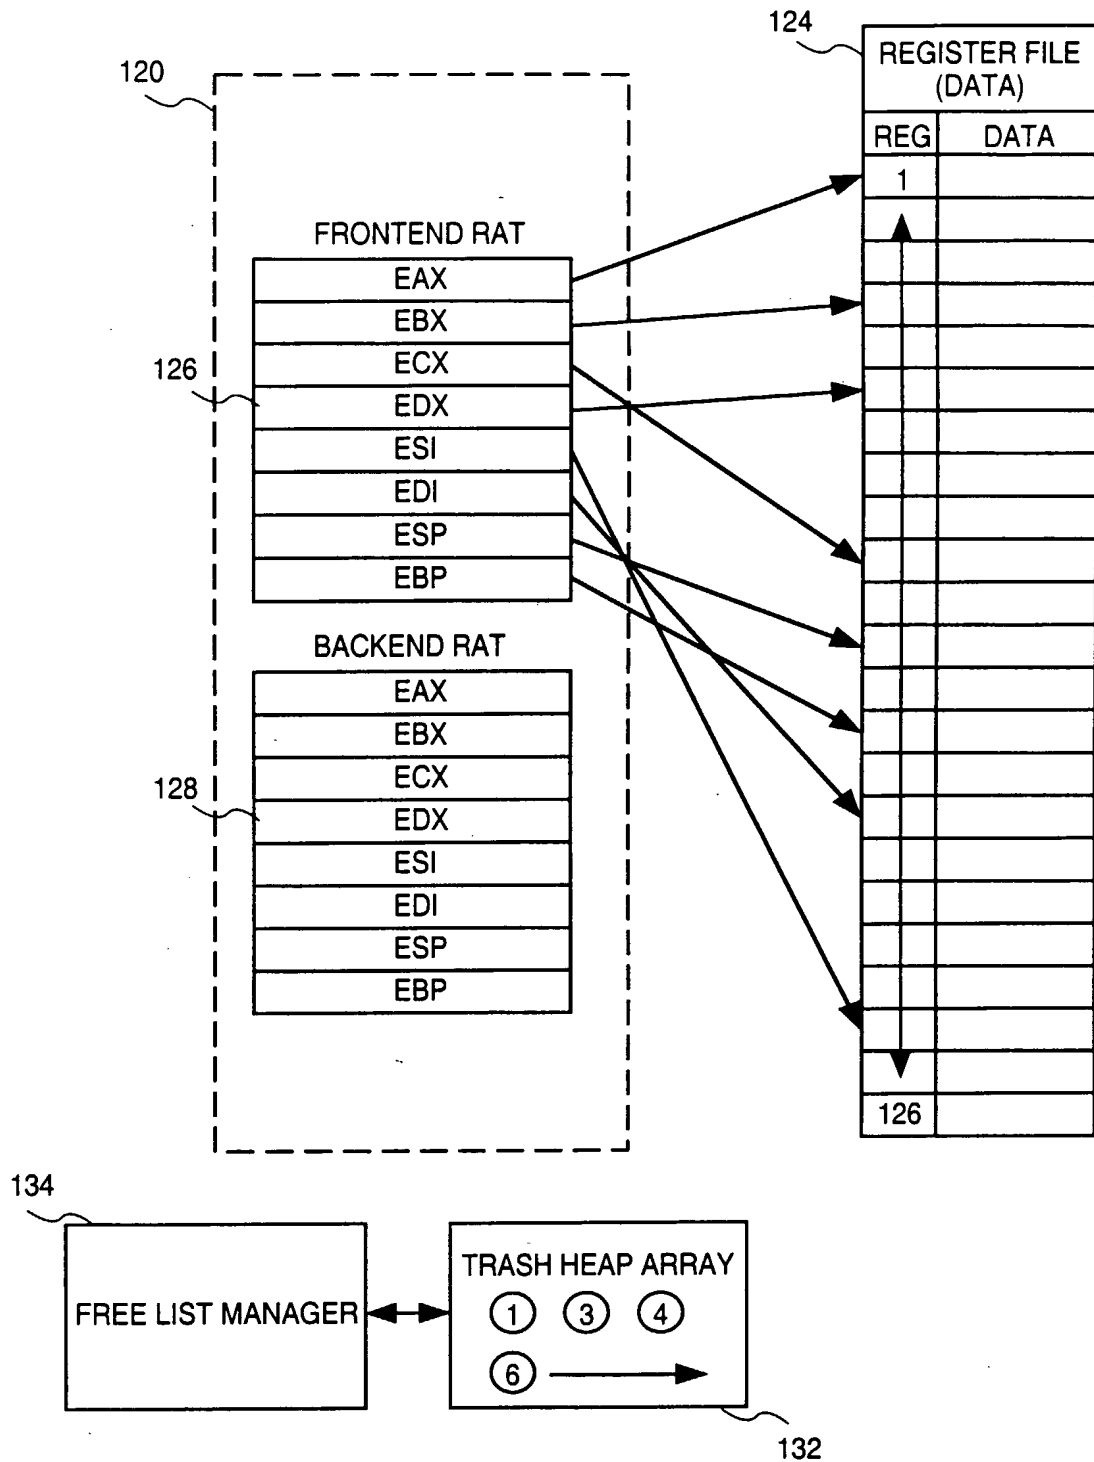 124
REGISTER FILE
(DATA)
REG DATA
1
126
120
FRONTEND RAT
EAX
EBX
ECX
126
EDX
ESI
EDI
ESP
EBP
BACKEND RAT
EAX
EBX
ECX
128
EDX
ESI
EDI
ESP
EBP
134
FREE LIST MANAGER
TRASH HEAP ARRAY
1 3 4
6
132